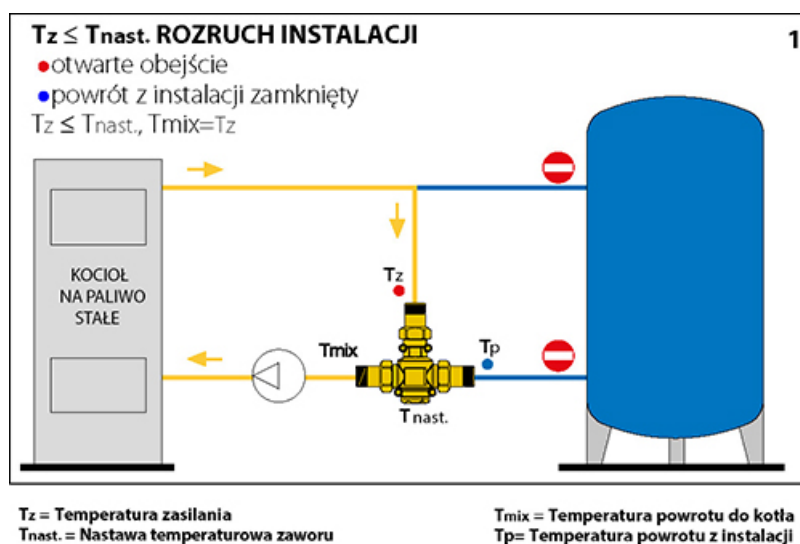 Tz ≤ Tnast. ROZRUCH INSTALACJI
1
otwarte obejście
powrót z instalacji zamknięty
Tz ≤ Tnast., Tmix=Tz
KOCIOŁ
NA PALIWO
STAŁE
Tz
Tmix
Tp
Tnast.
Tz = Temperatura zasilania
Tnast. = Nastawa temperaturowa zaworu
Tmix = Temperatura powrotu do kotła
Tp= Temperatura powrotu z instalacji